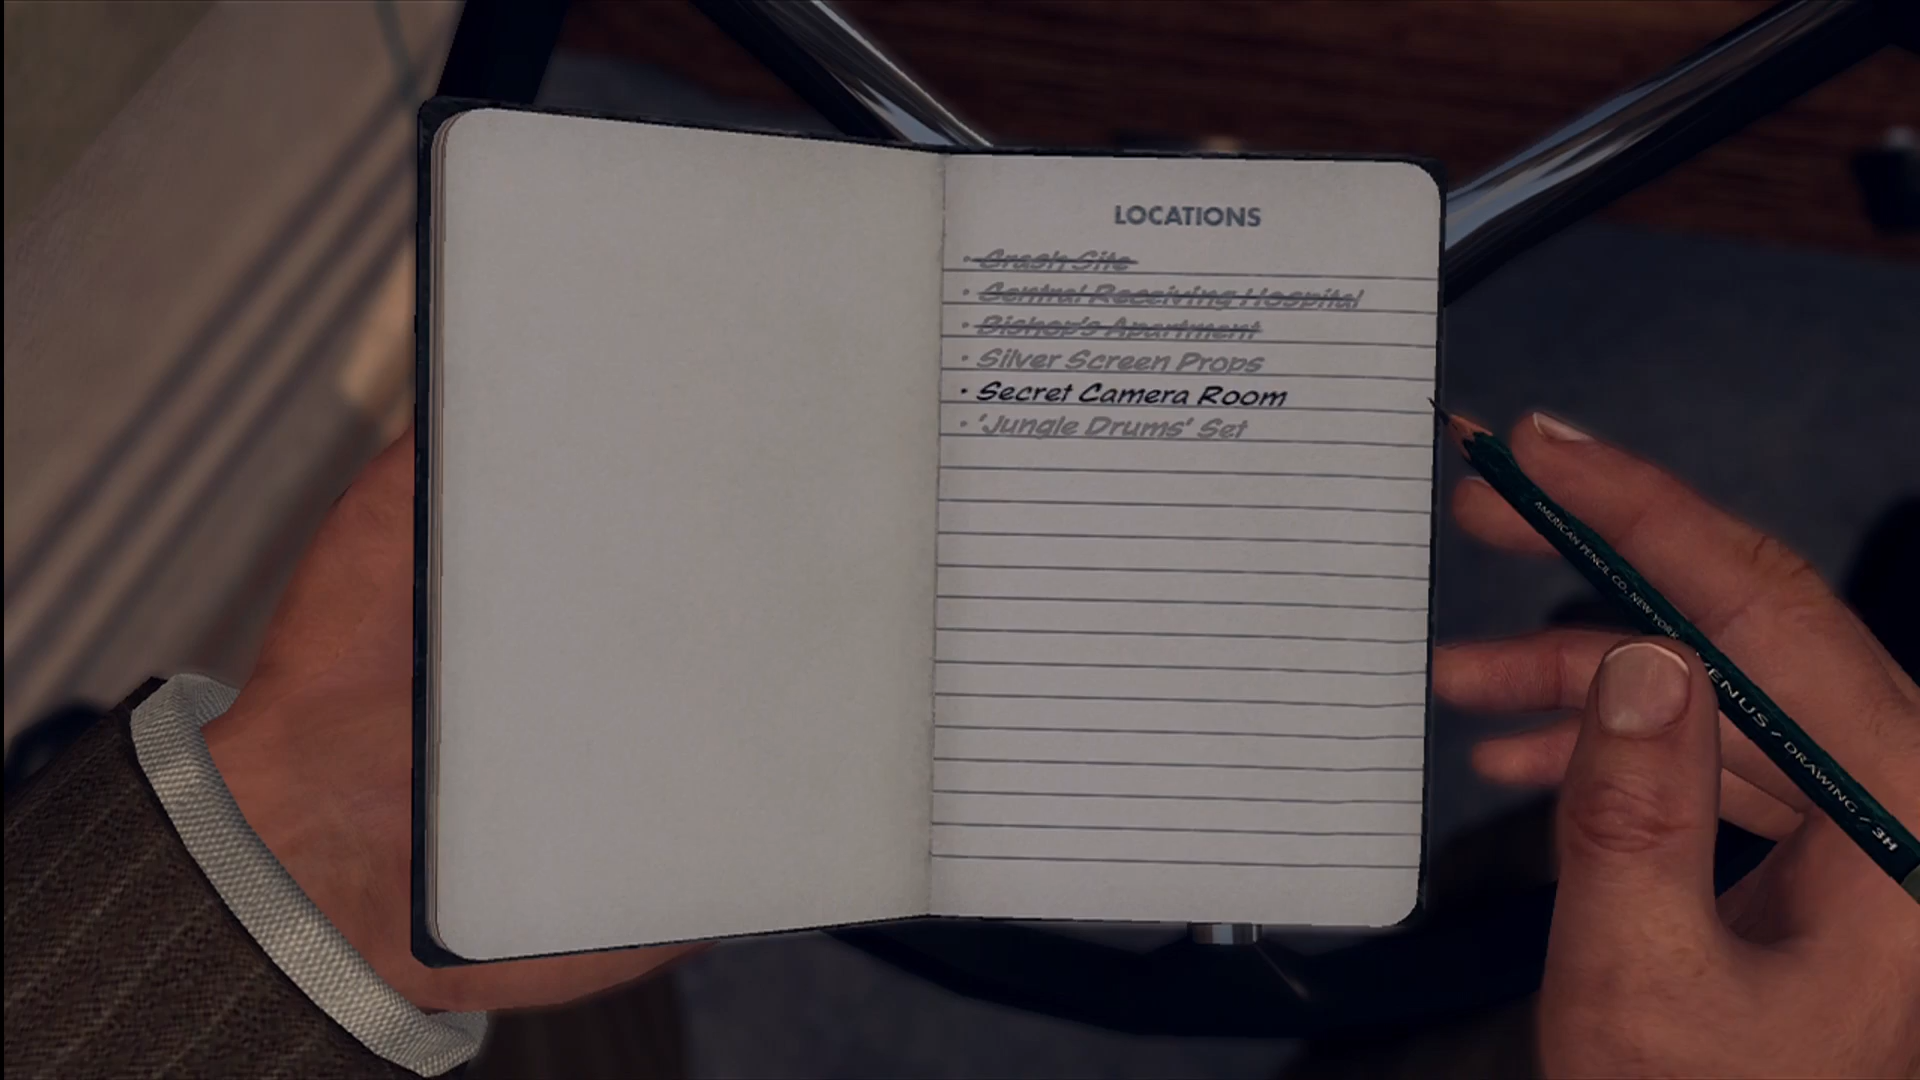 LOCATIONS
· Crash Site
· Central Receiving Hospital
· Bishop's Apartment
· Silver Screen Props
· Secret Camera Room
· 'Jungle Drums' Set
AMERICAN PENCIL CO. NEW YORK
VENUS / DRAWING / 3H